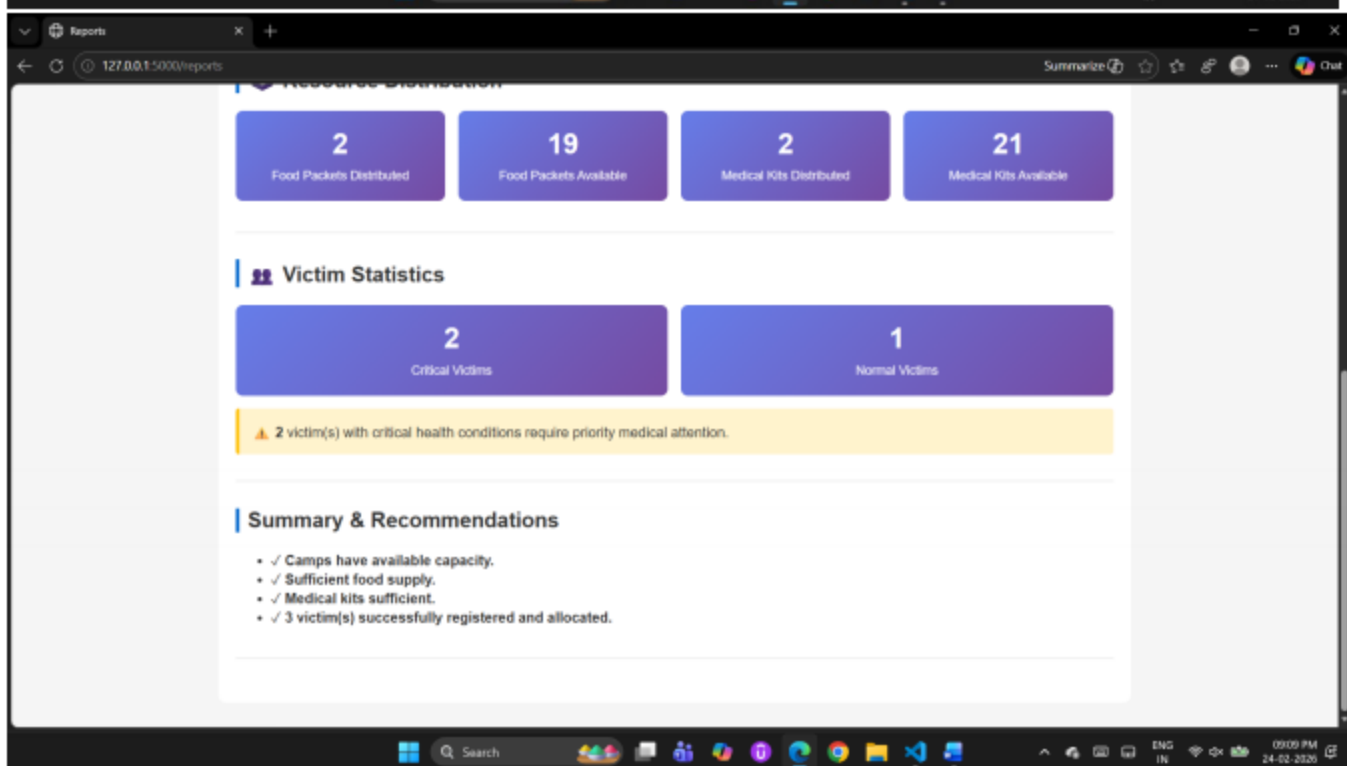 Reports
127.0.0.1:5000/reports
Summarize
Chat
Resource Distribution
2
Food Packets Distributed
19
Food Packets Available
2
Medical Kits Distributed
21
Medical Kits Available
Victim Statistics
2
Critical Victims
1
Normal Victims
⚠ 2 victim(s) with critical health conditions require priority medical attention.
Summary & Recommendations
• ✓ Camps have available capacity.
• ✓ Sufficient food supply.
• ✓ Medical kits sufficient.
• ✓ 3 victim(s) successfully registered and allocated.
Search
ENG
IN
09:09 PM
24-02-2026